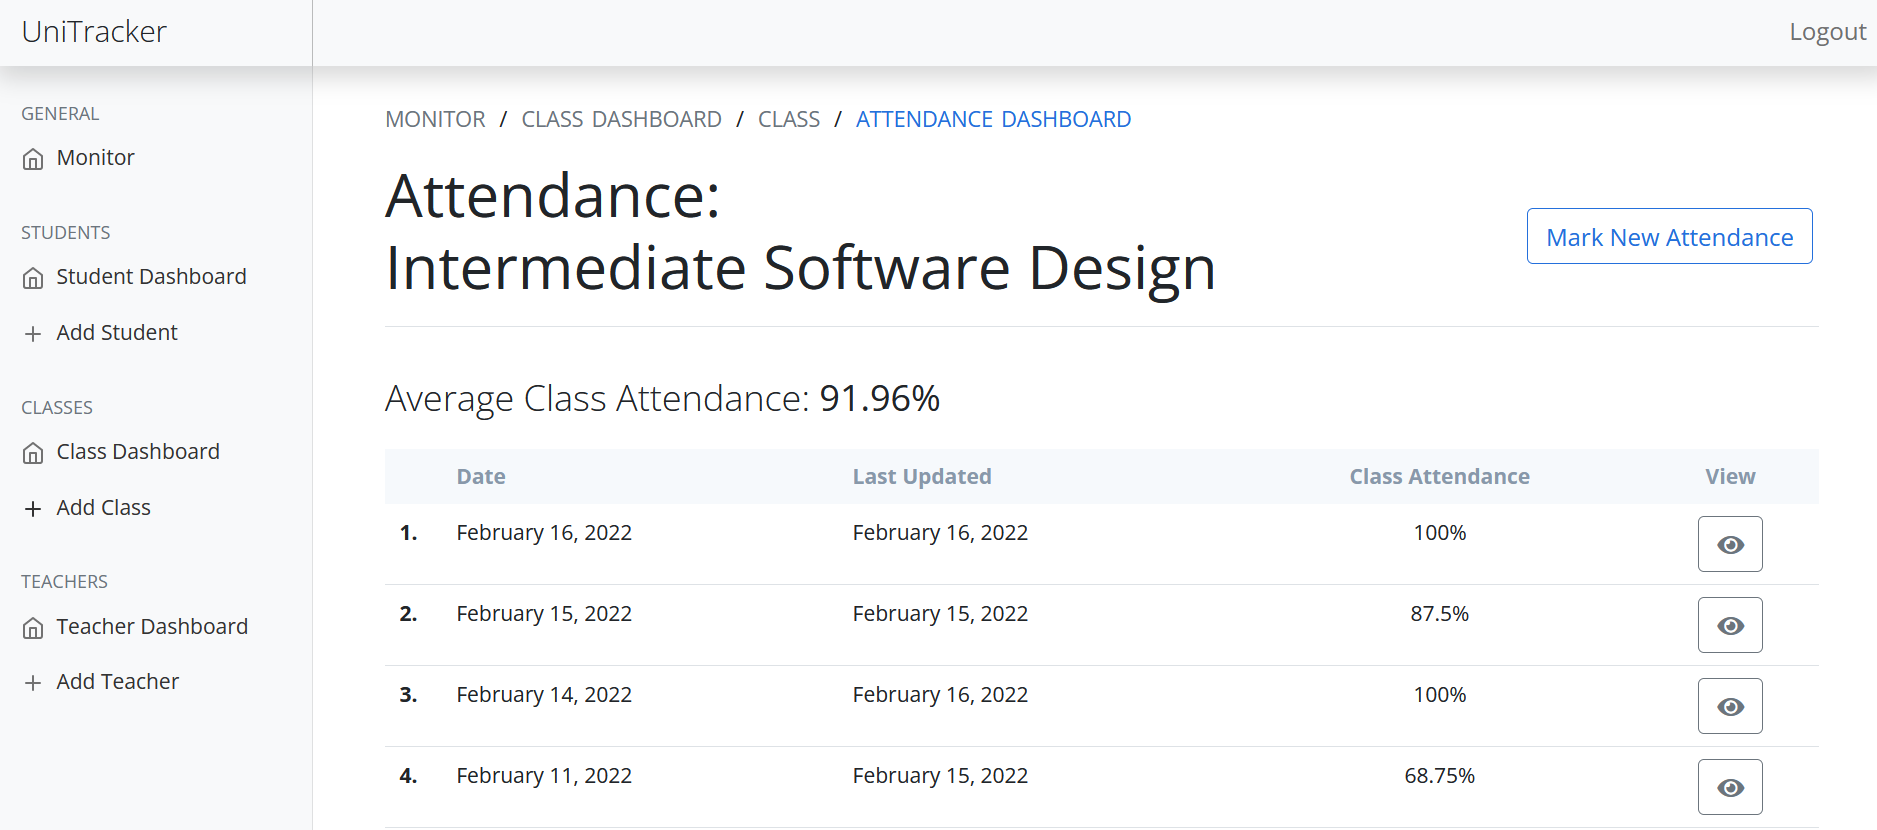 UniTracker
Logout
GENERAL
Monitor
STUDENTS
Student Dashboard
Add Student
CLASSES
Class Dashboard
Add Class
TEACHERS
Teacher Dashboard
Add Teacher
MONITOR / CLASS DASHBOARD / CLASS / ATTENDANCE DASHBOARD
Attendance:
Intermediate Software Design
Mark New Attendance
Average Class Attendance: 91.96%
Date Last Updated Class Attendance View
1. February 16, 2022 February 16, 2022 100%
2. February 15, 2022 February 15, 2022 87.5%
3. February 14, 2022 February 16, 2022 100%
4. February 11, 2022 February 15, 2022 68.75%